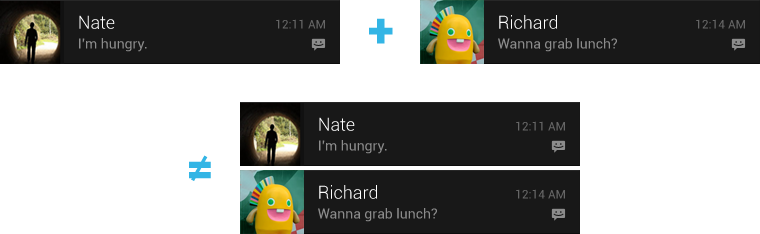 Nate 12:11 AM
I'm hungry.
+
Richard 12:14 AM
Wanna grab lunch?
≠
Nate 12:11 AM
I'm hungry.
Richard 12:14 AM
Wanna grab lunch?